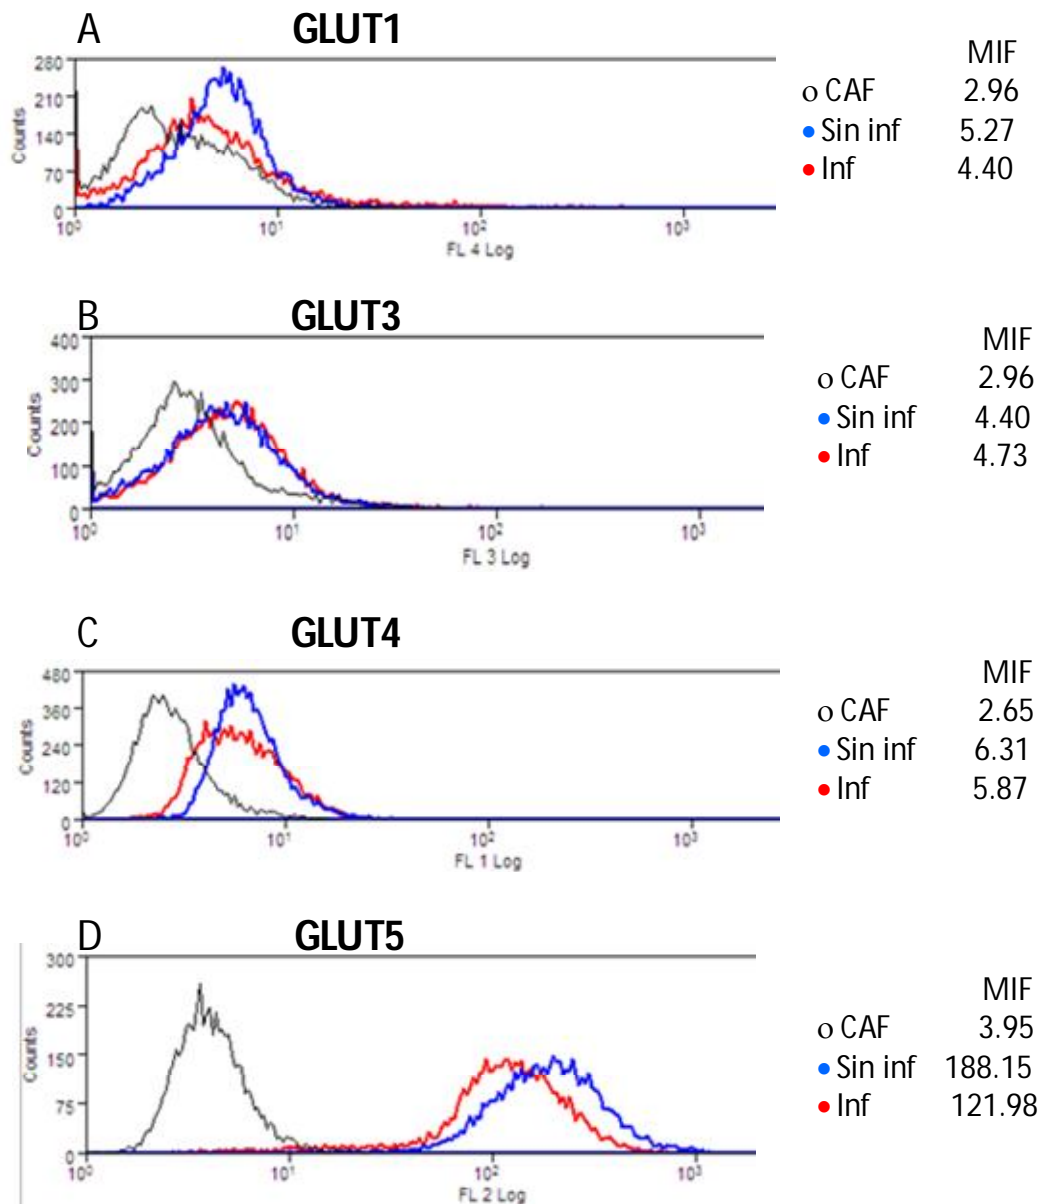 A GLUT1
280
210
140
70
0
Counts
10⁰ 10¹ 10² 10³
FL 4 Log
MIF
o CAF 2.96
• Sin inf 5.27
• Inf 4.40
B GLUT3
400
300
200
100
0
Counts
10⁰ 10¹ 10² 10³
FL 3 Log
MIF
o CAF 2.96
• Sin inf 4.40
• Inf 4.73
C GLUT4
480
360
240
120
0
Counts
10⁰ 10¹ 10² 10³
FL 1 Log
MIF
o CAF 2.65
• Sin inf 6.31
• Inf 5.87
D GLUT5
300
225
150
75
0
Counts
10⁰ 10¹ 10² 10³
FL 2 Log
MIF
o CAF 3.95
• Sin inf 188.15
• Inf 121.98